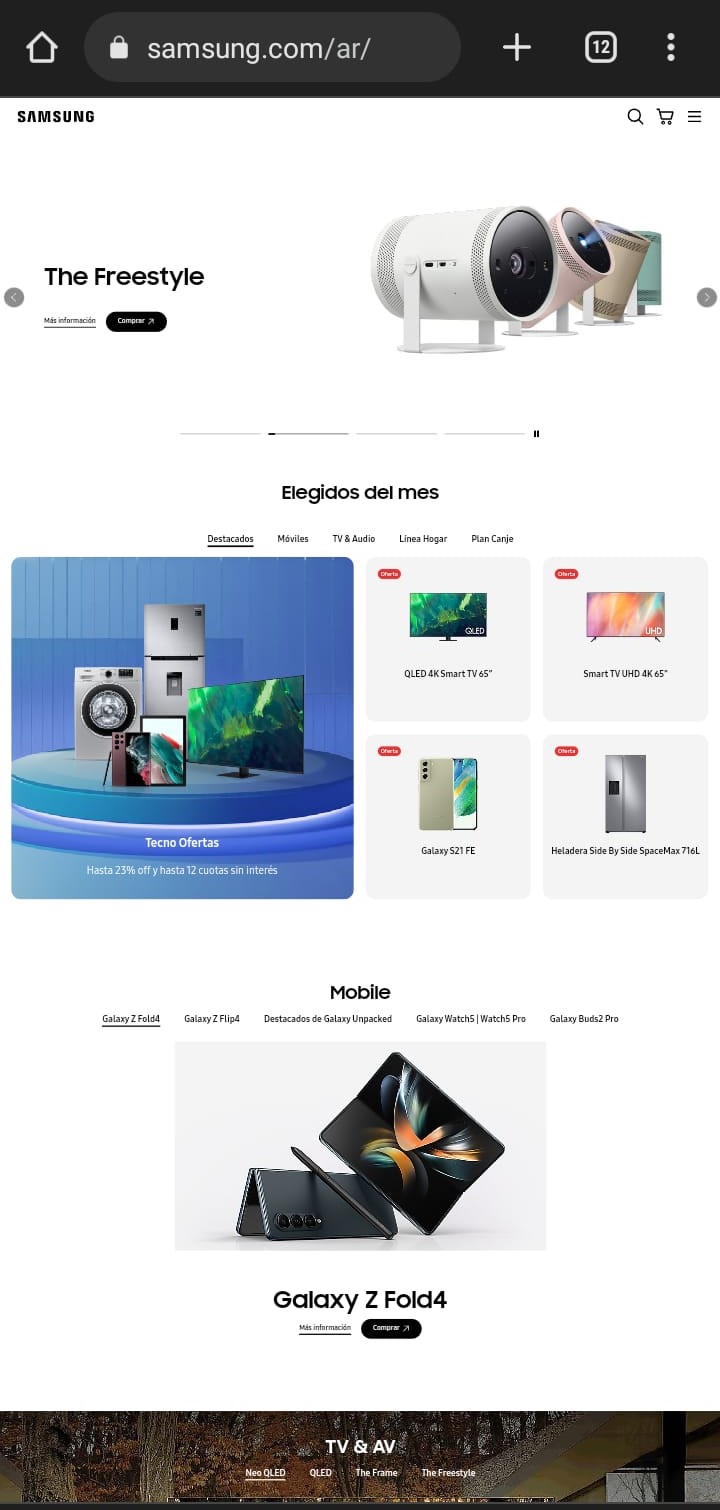 samsung.com/ar/
12
SAMSUNG
The Freestyle
Más información
Comprar
Elegidos del mes
Destacados
Móviles
TV & Audio
Línea Hogar
Plan Canje
Tecno Ofertas
Hasta 23% off y hasta 12 cuotas sin interés
Oferta
QLED
QLED 4K Smart TV 65”
Oferta
UHD
Smart TV UHD 4K 65”
Oferta
Galaxy S21 FE
Oferta
Heladera Side By Side SpaceMax 716L
Mobile
Galaxy Z Fold4
Galaxy Z Flip4
Destacados de Galaxy Unpacked
Galaxy Watch5 | Watch5 Pro
Galaxy Buds2 Pro
Galaxy Z Fold4
Más información
Comprar
TV & AV
Neo QLED
QLED
The Frame
The Freestyle